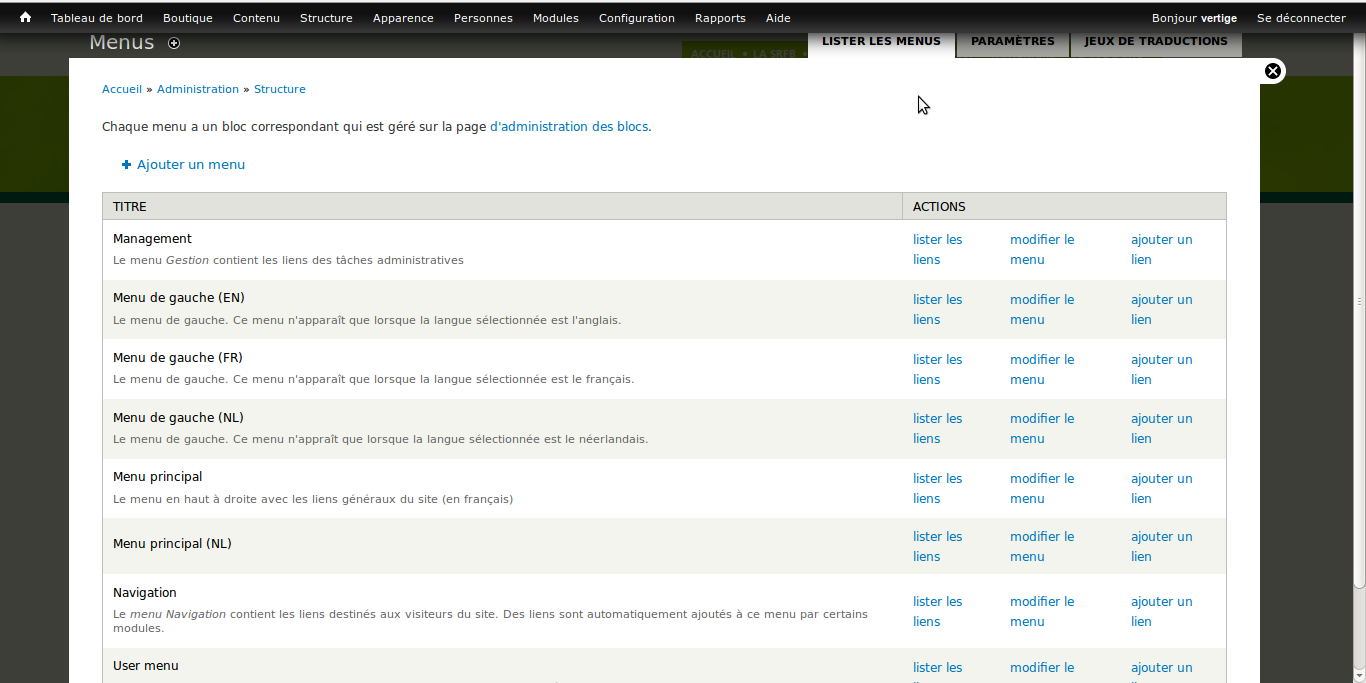 Tableau de bord Boutique Contenu Structure Apparence Personnes Modules Configuration Rapports Aide Bonjour vertige Se déconnecter
Menus LISTER LES MENUS PARAMÈTRES JEUX DE TRADUCTIONS
ACCUEIL • LA SRFB •
Accueil » Administration » Structure
Chaque menu a un bloc correspondant qui est géré sur la page d'administration des blocs.
Ajouter un menu
TITRE ACTIONS
Management
Le menu Gestion contient les liens des tâches administratives
lister les modifier le ajouter un
liens menu lien
Menu de gauche (EN)
Le menu de gauche. Ce menu n'apparaît que lorsque la langue sélectionnée est l'anglais.
lister les modifier le ajouter un
liens menu lien
Menu de gauche (FR)
Le menu de gauche. Ce menu n'apparaît que lorsque la langue sélectionnée est le français.
lister les modifier le ajouter un
liens menu lien
Menu de gauche (NL)
Le menu de gauche. Ce menu n'appraît que lorsque la langue sélectionnée est le néerlandais.
lister les modifier le ajouter un
liens menu lien
Menu principal
Le menu en haut à droite avec les liens généraux du site (en français)
lister les modifier le ajouter un
liens menu lien
Menu principal (NL)
lister les modifier le ajouter un
liens menu lien
Navigation
Le menu Navigation contient les liens destinés aux visiteurs du site. Des liens sont automatiquement ajoutés à ce menu par certains
modules.
lister les modifier le ajouter un
liens menu lien
User menu
lister les modifier le ajouter un